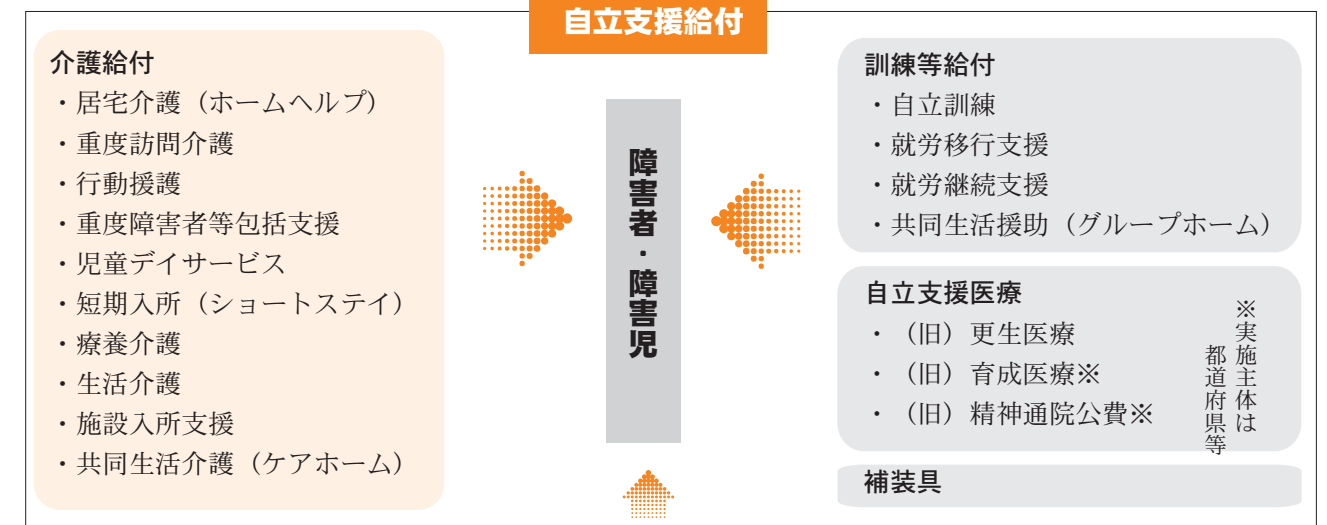 自立支援給付
介護給付
・居宅介護（ホームヘルプ）
・重度訪問介護
・行動援護
・重度障害者等包括支援
・児童デイサービス
・短期入所（ショートステイ）
・療養介護
・生活介護
・施設入所支援
・共同生活介護（ケアホーム）
障害者・障害児
訓練等給付
・自立訓練
・就労移行支援
・就労継続支援
・共同生活援助（グループホーム）
自立支援医療
・（旧）更生医療
・（旧）育成医療※
・（旧）精神通院公費※
※実施主体は
都道府県等
補装具